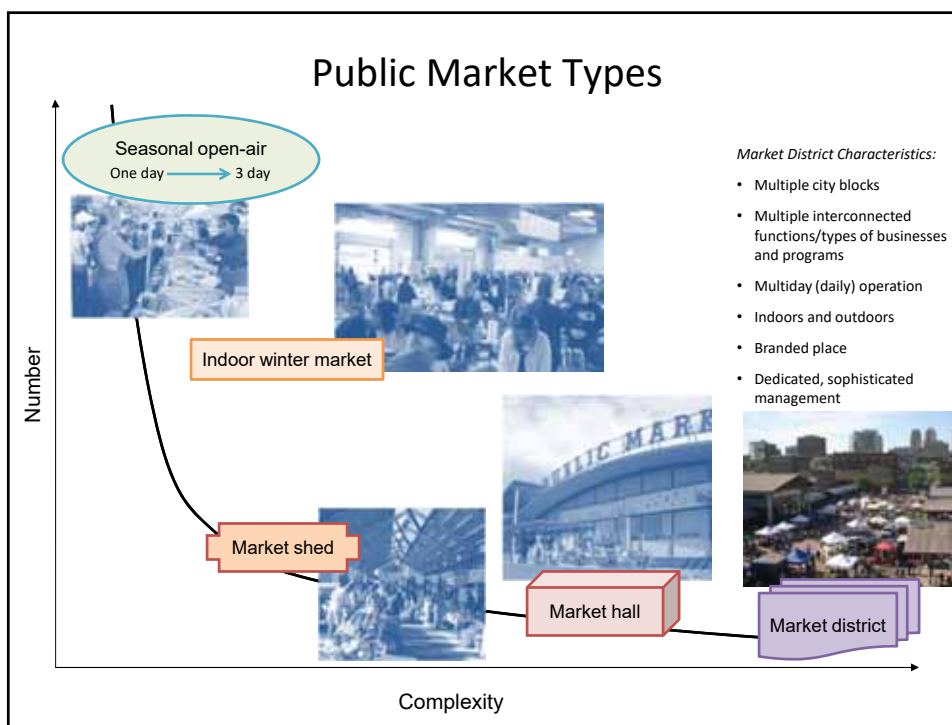 Public Market Types
Seasonal open-air
One day 3 day
Market District Characteristics:
• Multiple city blocks
• Multiple interconnected
functions/types of businesses
and programs
• Multiday (daily) operation
• Indoors and outdoors
• Branded place
• Dedicated, sophisticated
management
Indoor winter market
Number
PUBLIC MARK
Market shed
Market hall
Market district
Complexity